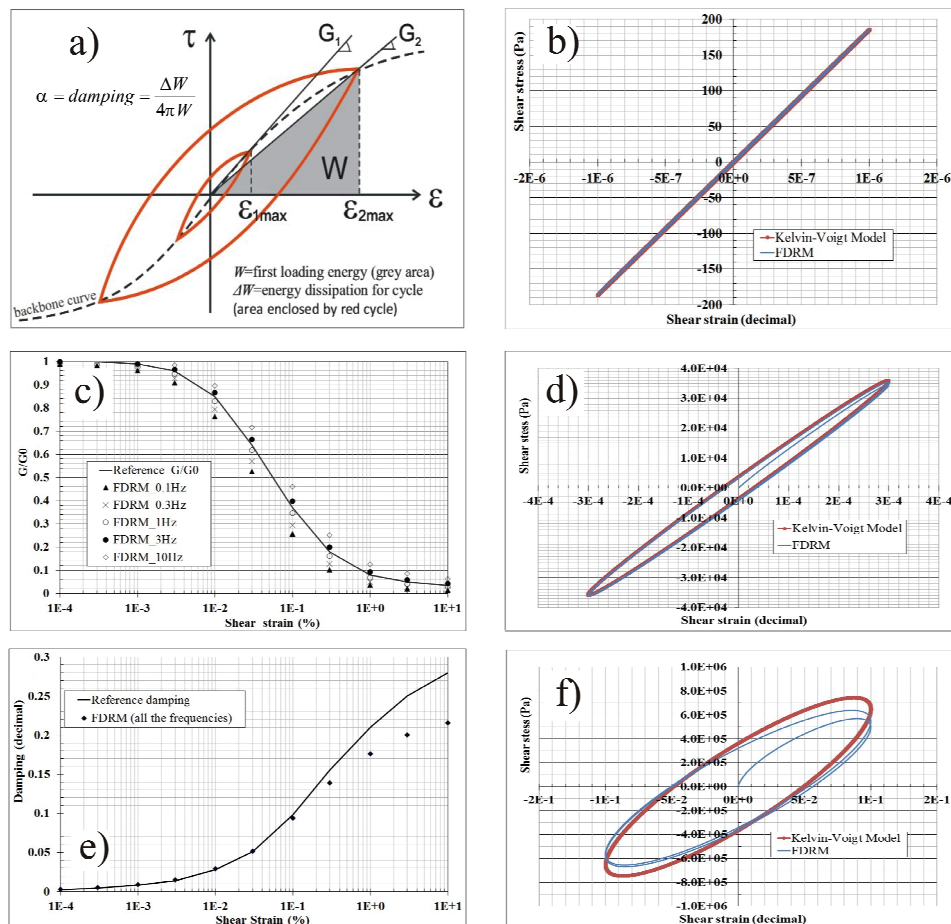 a)
τ
G1
G2
α = damping = ΔW
4πW
W
ε1max
ε2max
ε
backbone curve
W=first loading energy (grey area)
ΔW=energy dissipation for cycle
(area enclosed by red cycle)
b)
Shear stress (Pa)
200
150
100
50
0
-50
-100
-150
-200
-2E-6
-1E-6
-5E-7
0E+0
5E-7
1E-6
2E-6
Kelvin-Voigt Model
FDRM
Shear strain (decimal)
c)
G/G0
1
0.9
0.8
0.7
0.6
0.5
0.4
0.3
0.2
0.1
0
Reference G/G0
FDRM_0.1Hz
FDRM_0.3Hz
FDRM_1Hz
FDRM_3Hz
FDRM_10Hz
1E-4
1E-3
1E-2
1E-1
1E+0
1E+1
Shear strain (%)
d)
Shear stess (Pa)
4.0E+04
3.0E+04
2.0E+04
1.0E+04
0.0E+00
-1.0E+04
-2.0E+04
-3.0E+04
-4.0E+04
-4E-4
-3E-4
-2E-4
-1E-4
0E+0
1E-4
2E-4
3E-4
4E-4
Kelvin-Voigt Model
FDRM
Shear strain (decimal)
e)
Damping (decimal)
0.3
0.25
0.2
0.15
0.1
0.05
0
Reference damping
FDRM (all the frequencies)
1E-4
1E-3
1E-2
1E-1
1E+0
1E+1
Shear Strain (%)
f)
Shear stess (Pa)
1.0E+06
8.0E+05
6.0E+05
4.0E+05
2.0E+05
0.0E+00
-2.0E+05
-4.0E+05
-6.0E+05
-8.0E+05
-1.0E+06
-2E-1
-1E-1
-5E-2
0E+0
5E-2
1E-1
2E-1
Kelvin-Voigt Model
FDRM
Shear strain (decimal)